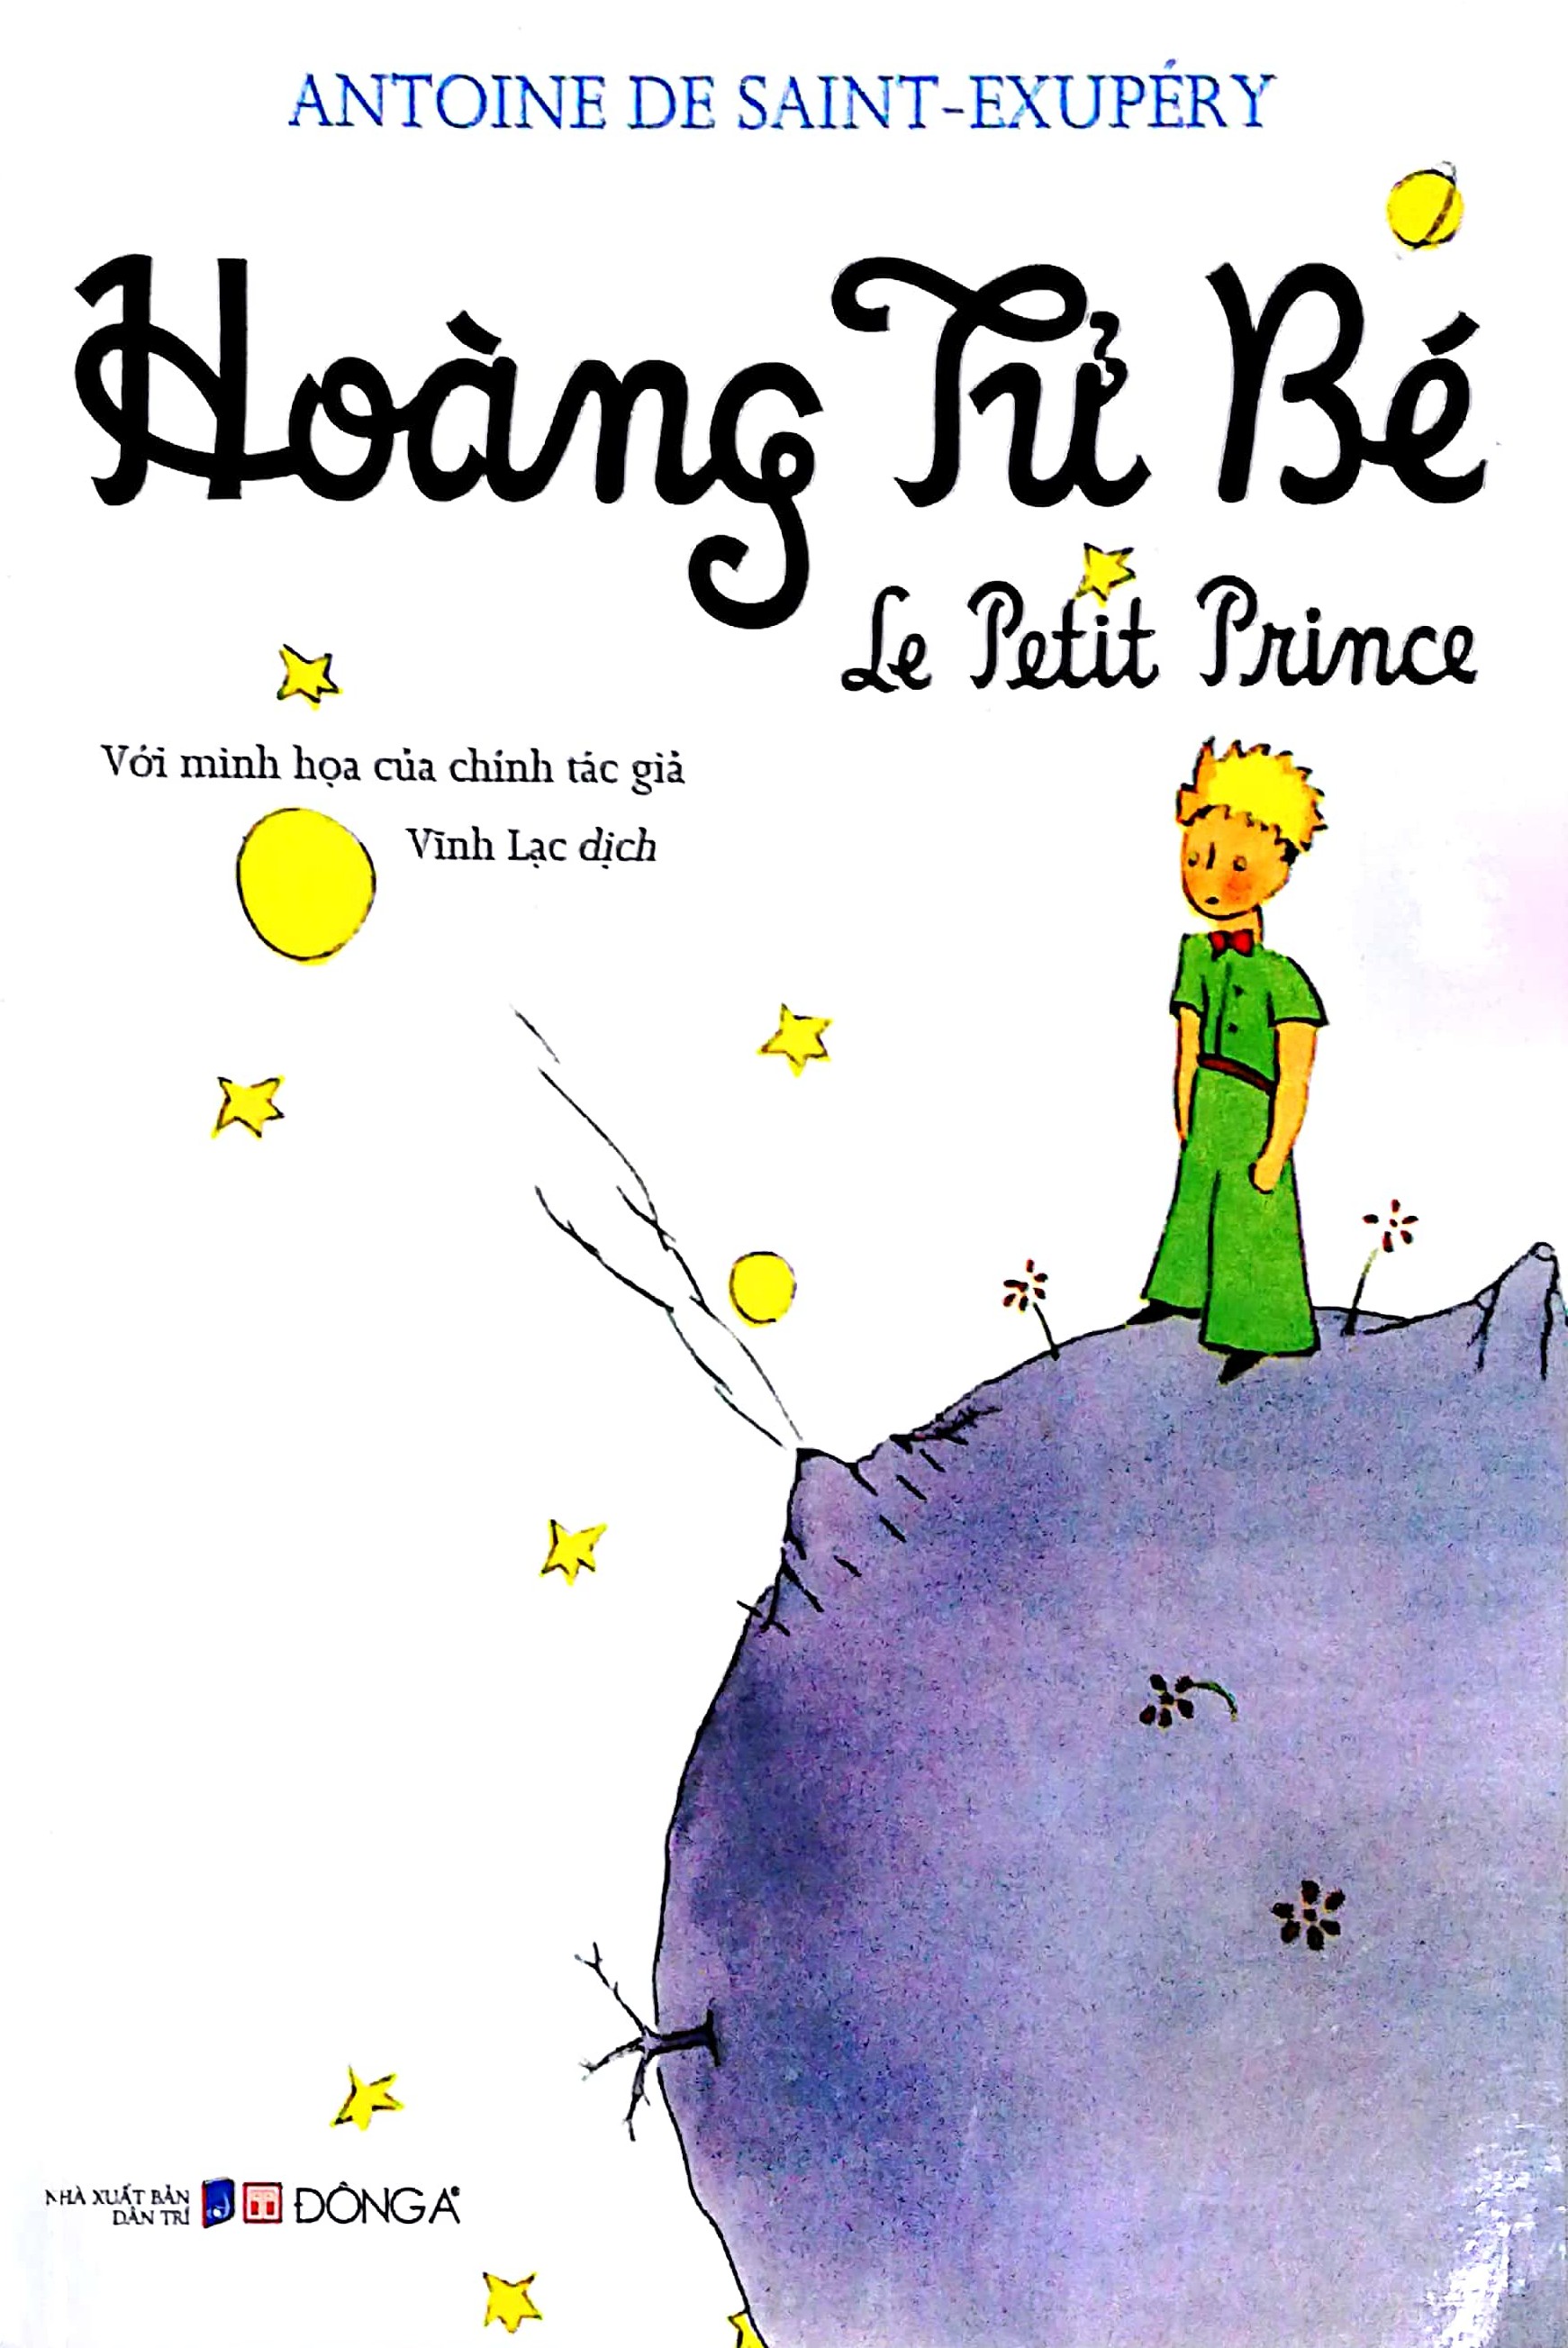 ANTOINE DE SAINT-EXUPÉRY
Hoàng Tử Bé
Le Petit Prince
Với minh họa của chính tác giả
Vĩnh Lạc dịch
NHÀ XUẤT BẢN
DÂN TRÍ
ĐÔNG A